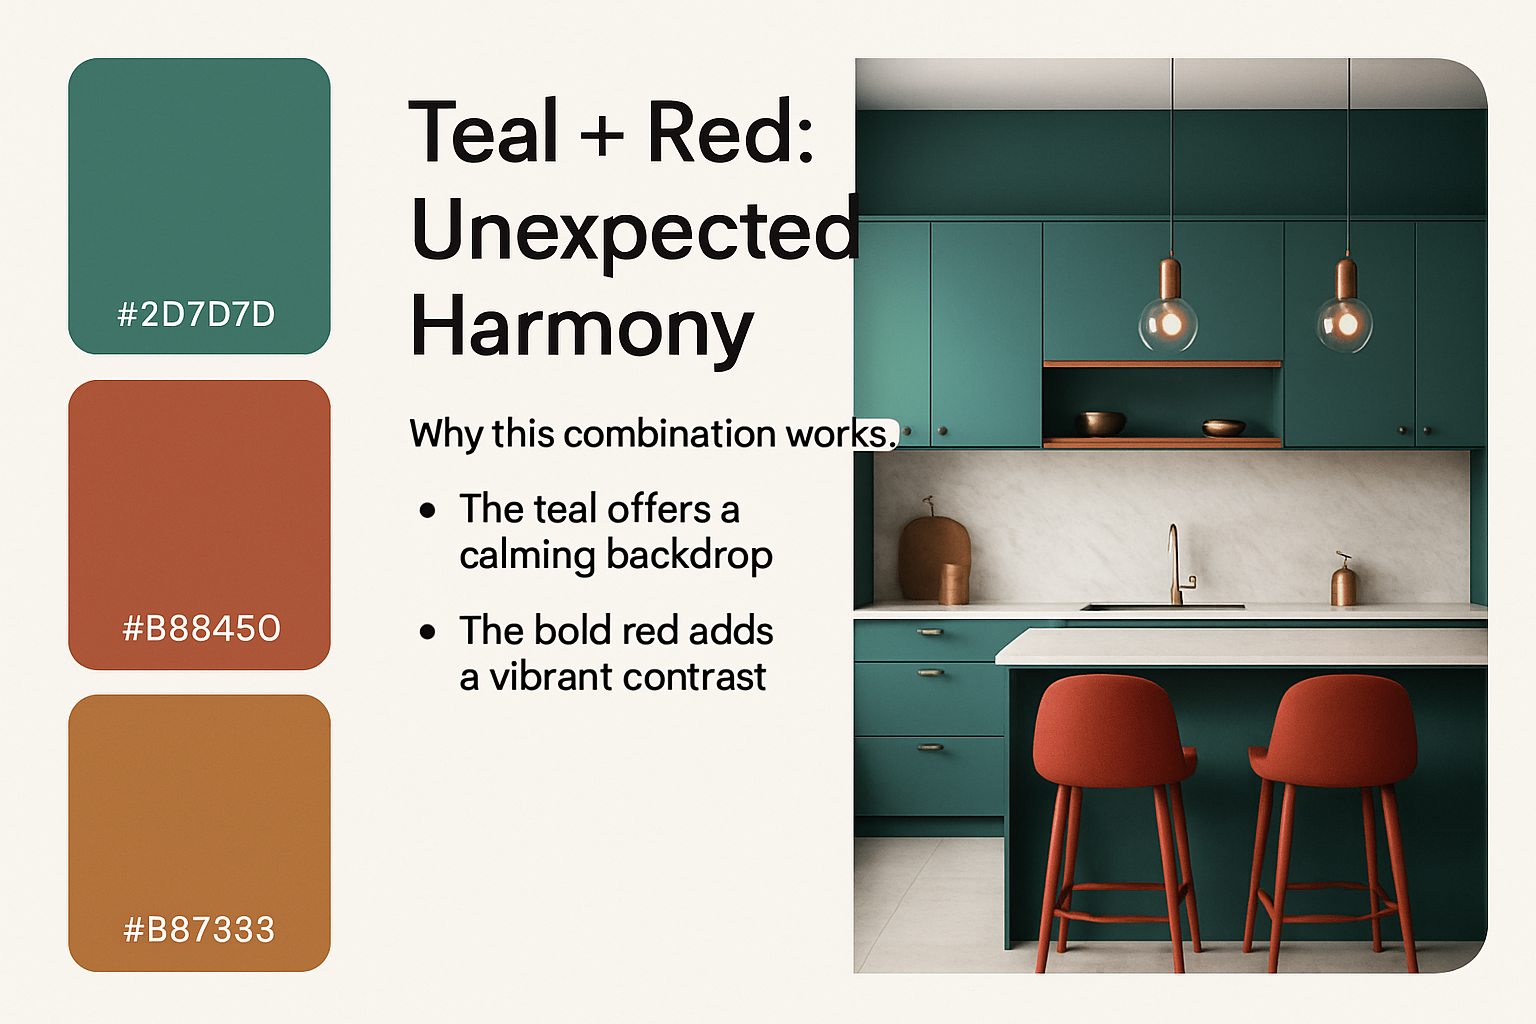 #2D7D7D
#B88450
#B87333
Teal + Red:
Unexpected
Harmony
Why this combination works.
• The teal offers a
calming backdrop
• The bold red adds
a vibrant contrast